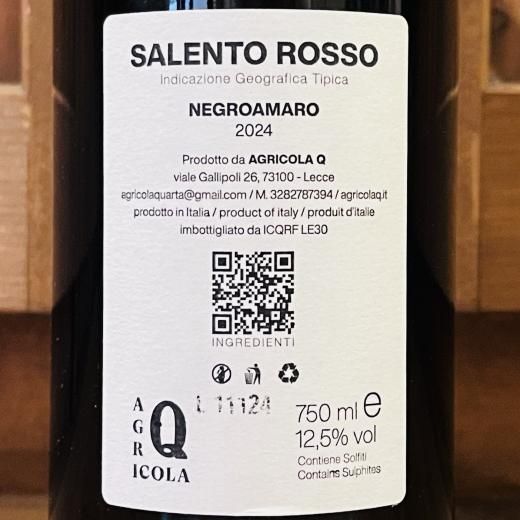 SALENTO ROSSO
Indicazione Geografica Tipica
NEGROAMARO
2024
Prodotto da AGRICOLA Q
viale Gallipoli 26, 73100 - Lecce
agricolaquarta@gmail.com / M. 3282787394 / agricolaq.it
prodotto in Italia / product of italy / produit d'italie
imbottigliato da ICQRF LE30
INGREDIENTI
L 11124
AGRICOLA
Q
750 ml e
12,5% vol
Contiene Solfiti
Contains Sulphites